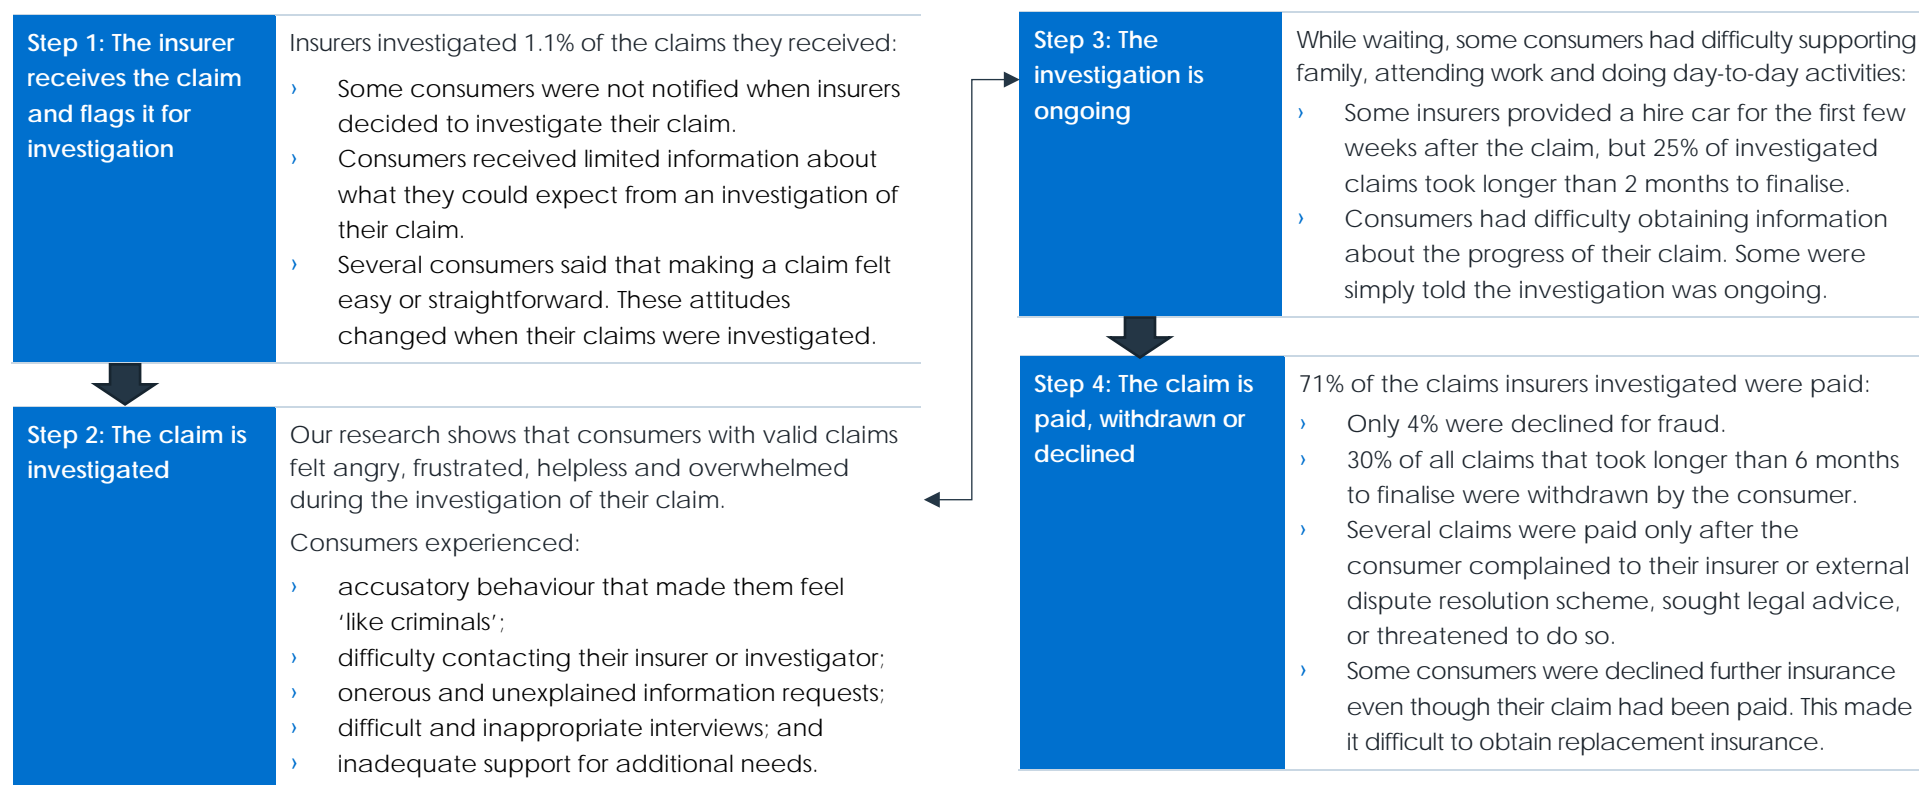 Step 1: The insurer
receives the claim
and flags it for
investigation
Insurers investigated 1.1% of the claims they received:
› Some consumers were not notified when insurers
decided to investigate their claim.
› Consumers received limited information about
what they could expect from an investigation of
their claim.
› Several consumers said that making a claim felt
easy or straightforward. These attitudes
changed when their claims were investigated.
Step 2: The claim is
investigated
Our research shows that consumers with valid claims
felt angry, frustrated, helpless and overwhelmed
during the investigation of their claim.
Consumers experienced:
› accusatory behaviour that made them feel
‘like criminals’;
› difficulty contacting their insurer or investigator;
› onerous and unexplained information requests;
› difficult and inappropriate interviews; and
› inadequate support for additional needs.
Step 3: The
investigation is
ongoing
While waiting, some consumers had difficulty supporting
family, attending work and doing day-to-day activities:
› Some insurers provided a hire car for the first few
weeks after the claim, but 25% of investigated
claims took longer than 2 months to finalise.
› Consumers had difficulty obtaining information
about the progress of their claim. Some were
simply told the investigation was ongoing.
Step 4: The claim is
paid, withdrawn or
declined
71% of the claims insurers investigated were paid:
› Only 4% were declined for fraud.
› 30% of all claims that took longer than 6 months
to finalise were withdrawn by the consumer.
› Several claims were paid only after the
consumer complained to their insurer or external
dispute resolution scheme, sought legal advice,
or threatened to do so.
› Some consumers were declined further insurance
even though their claim had been paid. This made
it difficult to obtain replacement insurance.